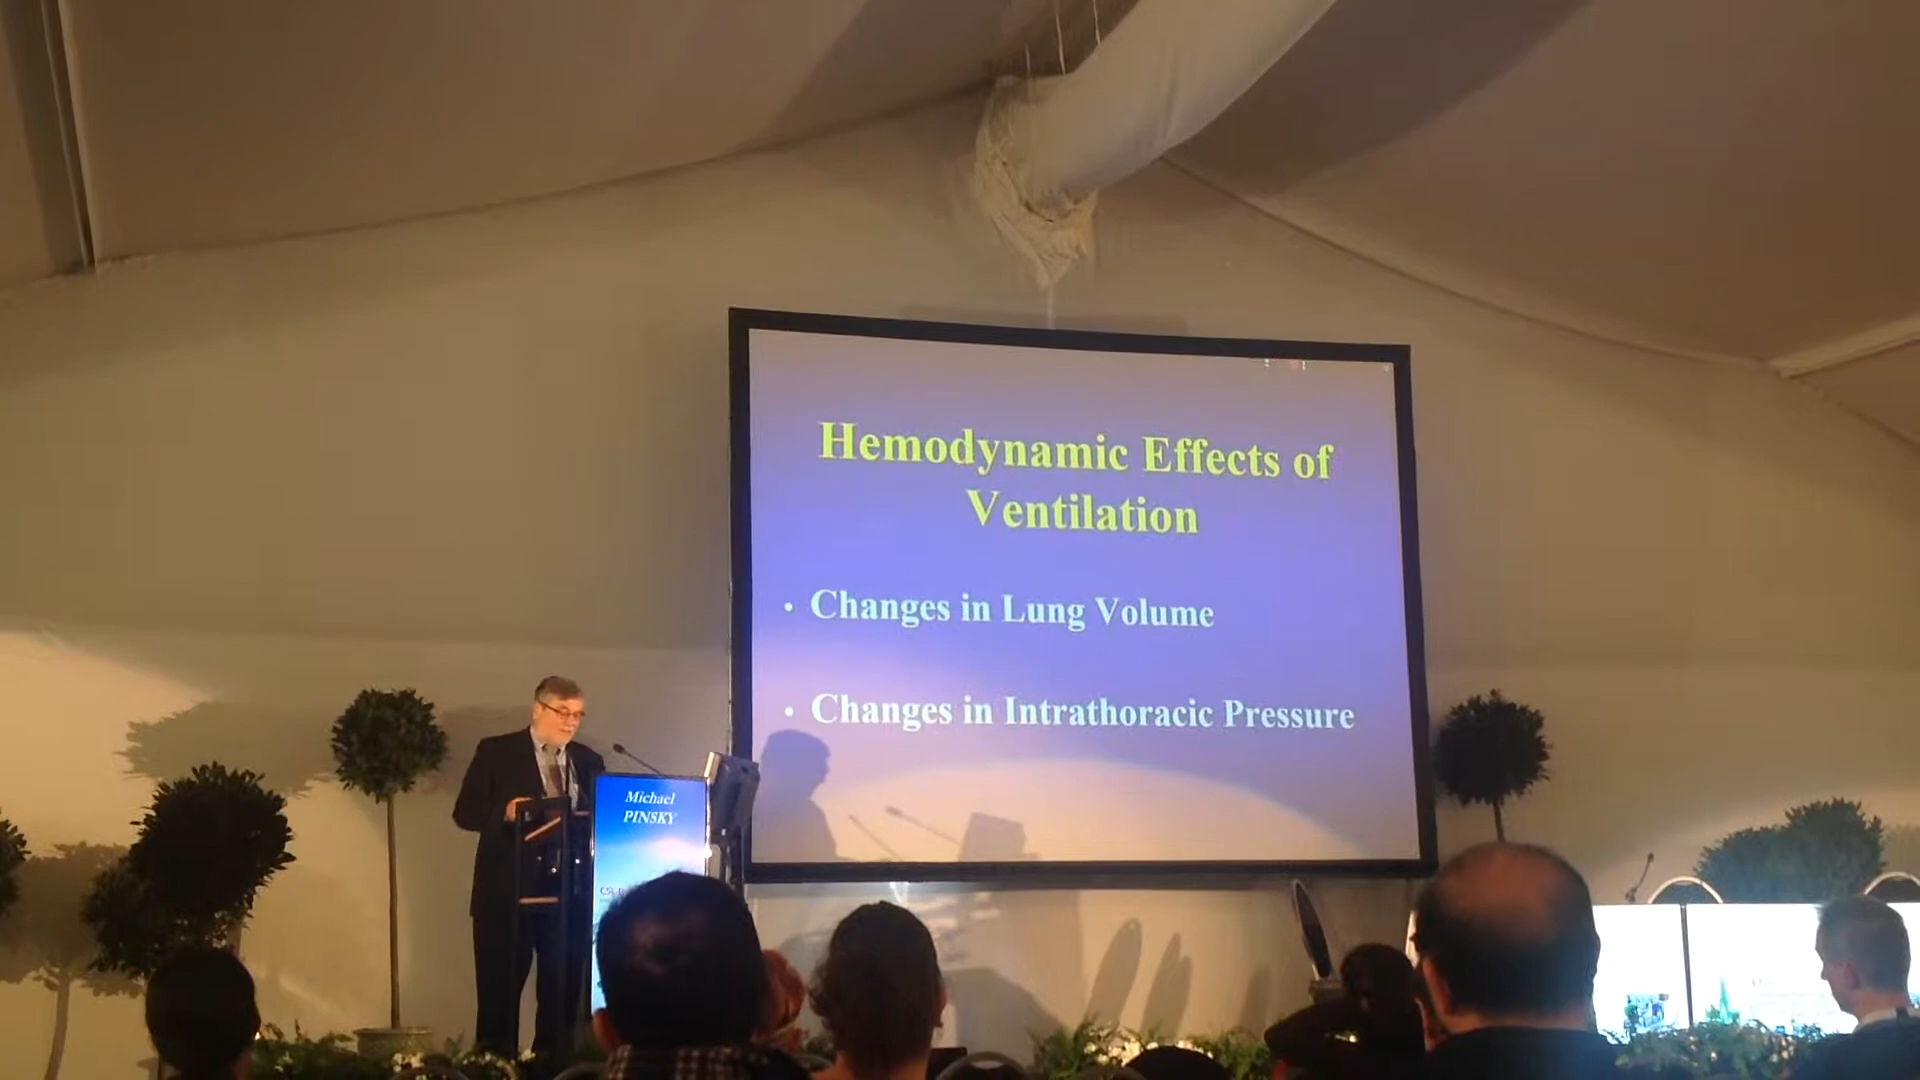 Hemodynamic Effects of
Ventilation
• Changes in Lung Volume
• Changes in Intrathoracic Pressure
Michael
PINSKY